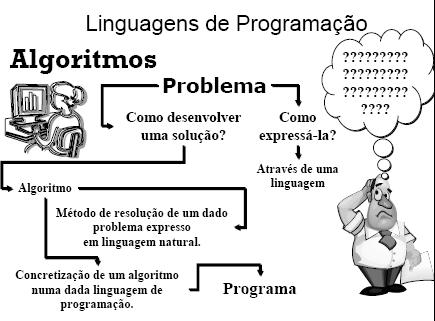 Linguagens de Programação
Algoritmos
?????????
?????????
?????????
????
Problema
Como desenvolver
uma solução?
Como
expressá-la?
Através de uma
linguagem
Algoritmo
Método de resolução de um dado
problema expresso
em linguagem natural.
Concretização de um algoritmo
numa dada linguagem de
programação.
Programa